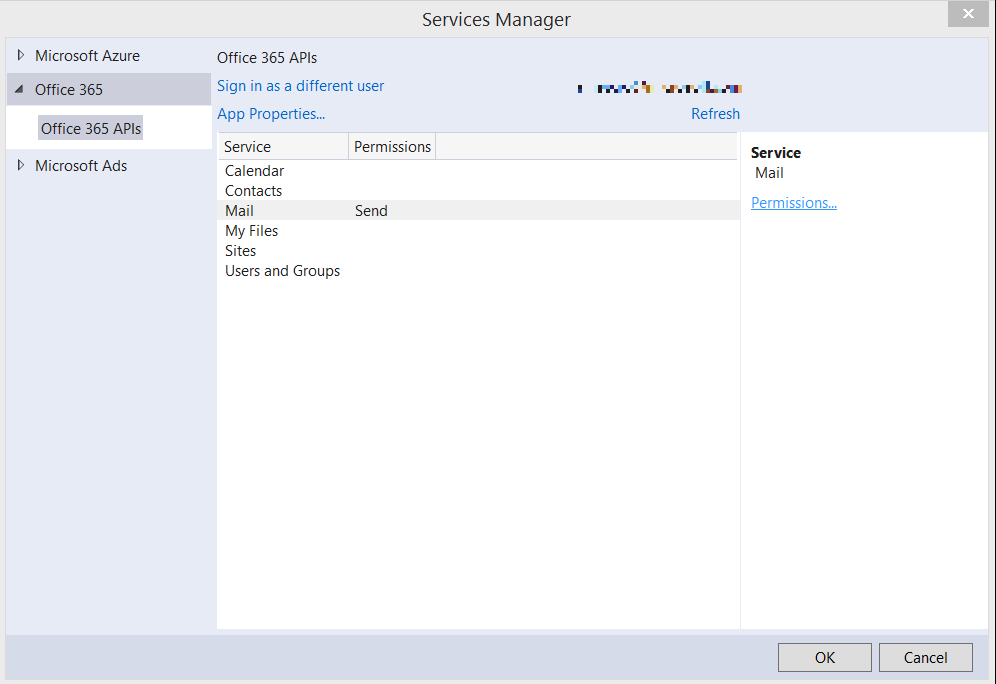 Services Manager
Microsoft Azure
Office 365
Office 365 APIs
Microsoft Ads
Office 365 APIs
Sign in as a different user
App Properties...
Refresh
Service Permissions
Calendar
Contacts
Mail Send
My Files
Sites
Users and Groups
Service
Mail
Permissions...
OK Cancel